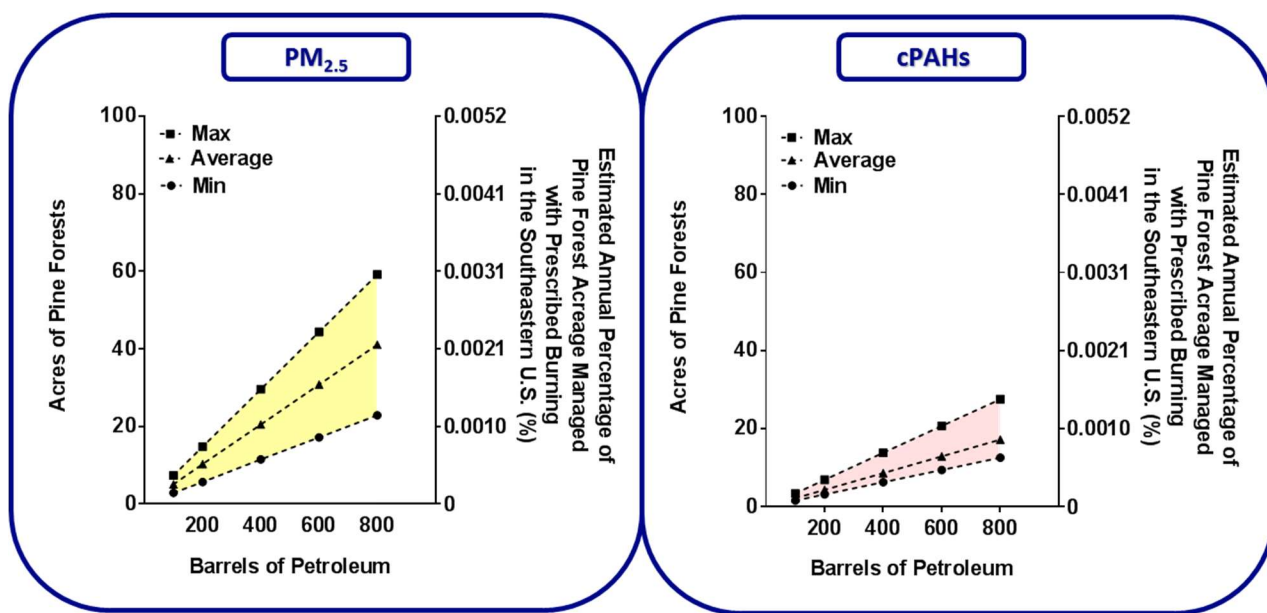 PM2.5
Max
Average
Min
100
80
60
40
20
0
Acres of Pine Forests
0.0052
0.0041
0.0031
0.0021
0.0010
0
Estimated Annual Percentage of
Pine Forest Acreage Managed
with Prescribed Burning
in the Southeastern U.S. (%)
200 400 600 800
Barrels of Petroleum
cPAHs
Max
Average
Min
100
80
60
40
20
0
Acres of Pine Forests
0.0052
0.0041
0.0031
0.0021
0.0010
0
Estimated Annual Percentage of
Pine Forest Acreage Managed
with Prescribed Burning
in the Southeastern U.S. (%)
200 400 600 800
Barrels of Petroleum